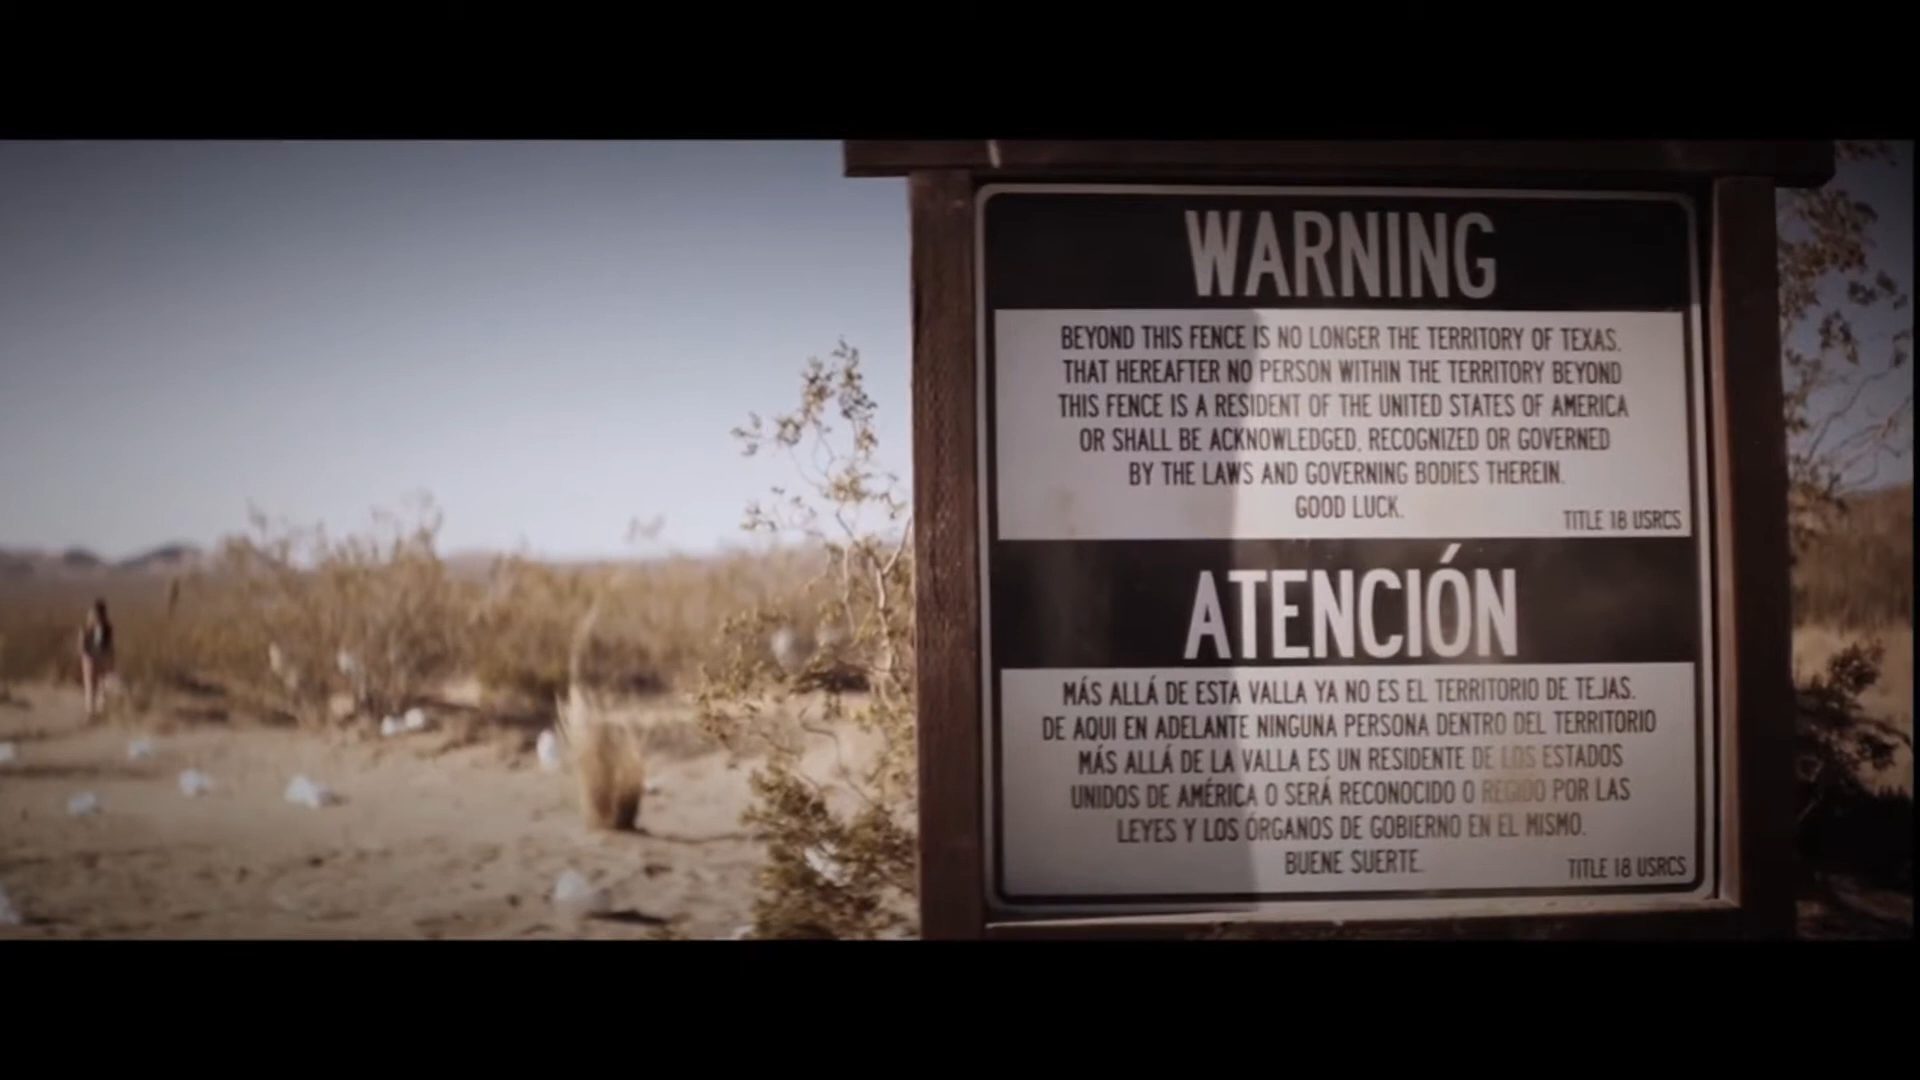 WARNING
BEYOND THIS FENCE IS NO LONGER THE TERRITORY OF TEXAS.
THAT HEREAFTER NO PERSON WITHIN THE TERRITORY BEYOND
THIS FENCE IS A RESIDENT OF THE UNITED STATES OF AMERICA
OR SHALL BE ACKNOWLEDGED, RECOGNIZED OR GOVERNED
BY THE LAWS AND GOVERNING BODIES THEREIN.
GOOD LUCK.
TITLE 18 USRCS
ATENCIÓN
MÁS ALLÁ DE ESTA VALLA YA NO ES EL TERRITORIO DE TEJAS.
DE AQUI EN ADELANTE NINGUNA PERSONA DENTRO DEL TERRITORIO
MÁS ALLÁ DE LA VALLA ES UN RESIDENTE DE LOS ESTADOS
UNIDOS DE AMÉRICA O SERÁ RECONOCIDO O REGIDO POR LAS
LEYES Y LOS ÓRGANOS DE GOBIERNO EN EL MISMO.
BUENE SUERTE.
TITLE 18 USRCS